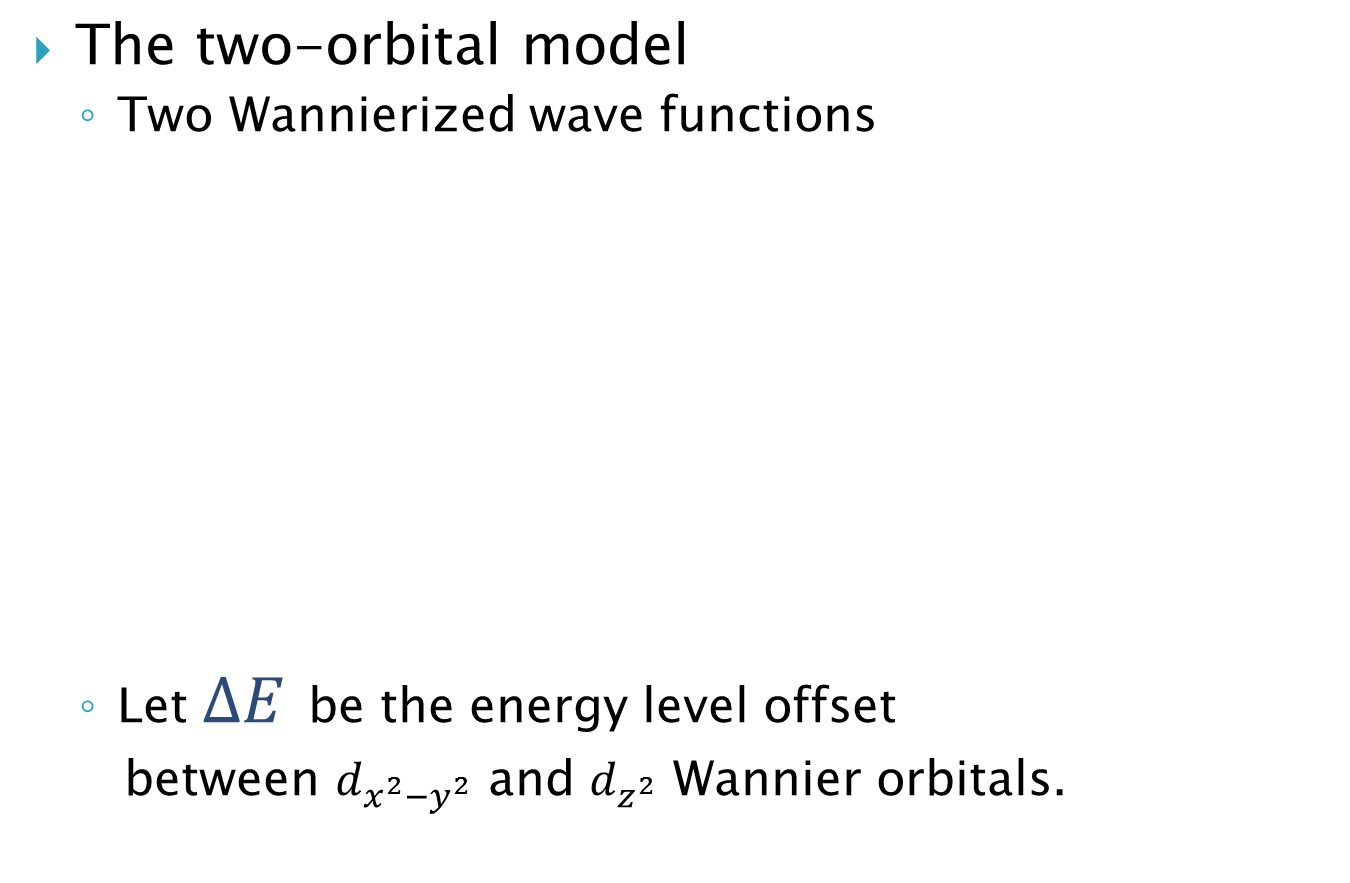 The two-orbital model
Two Wannierized wave functions
Let ΔE be the energy level offset
between d_{x²−y²} and d_{z²} Wannier orbitals.